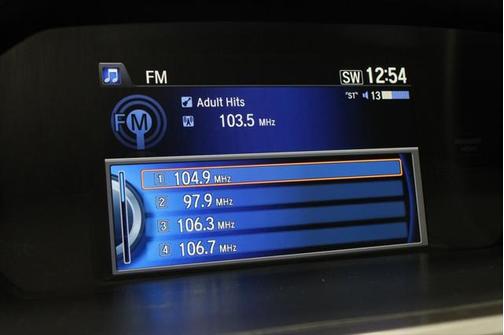 FM
SW 12:54
Adult Hits
"ST" 13
FM
103.5 MHz
1 104.9 MHz
2 97.9 MHz
3 106.3 MHz
4 106.7 MHz